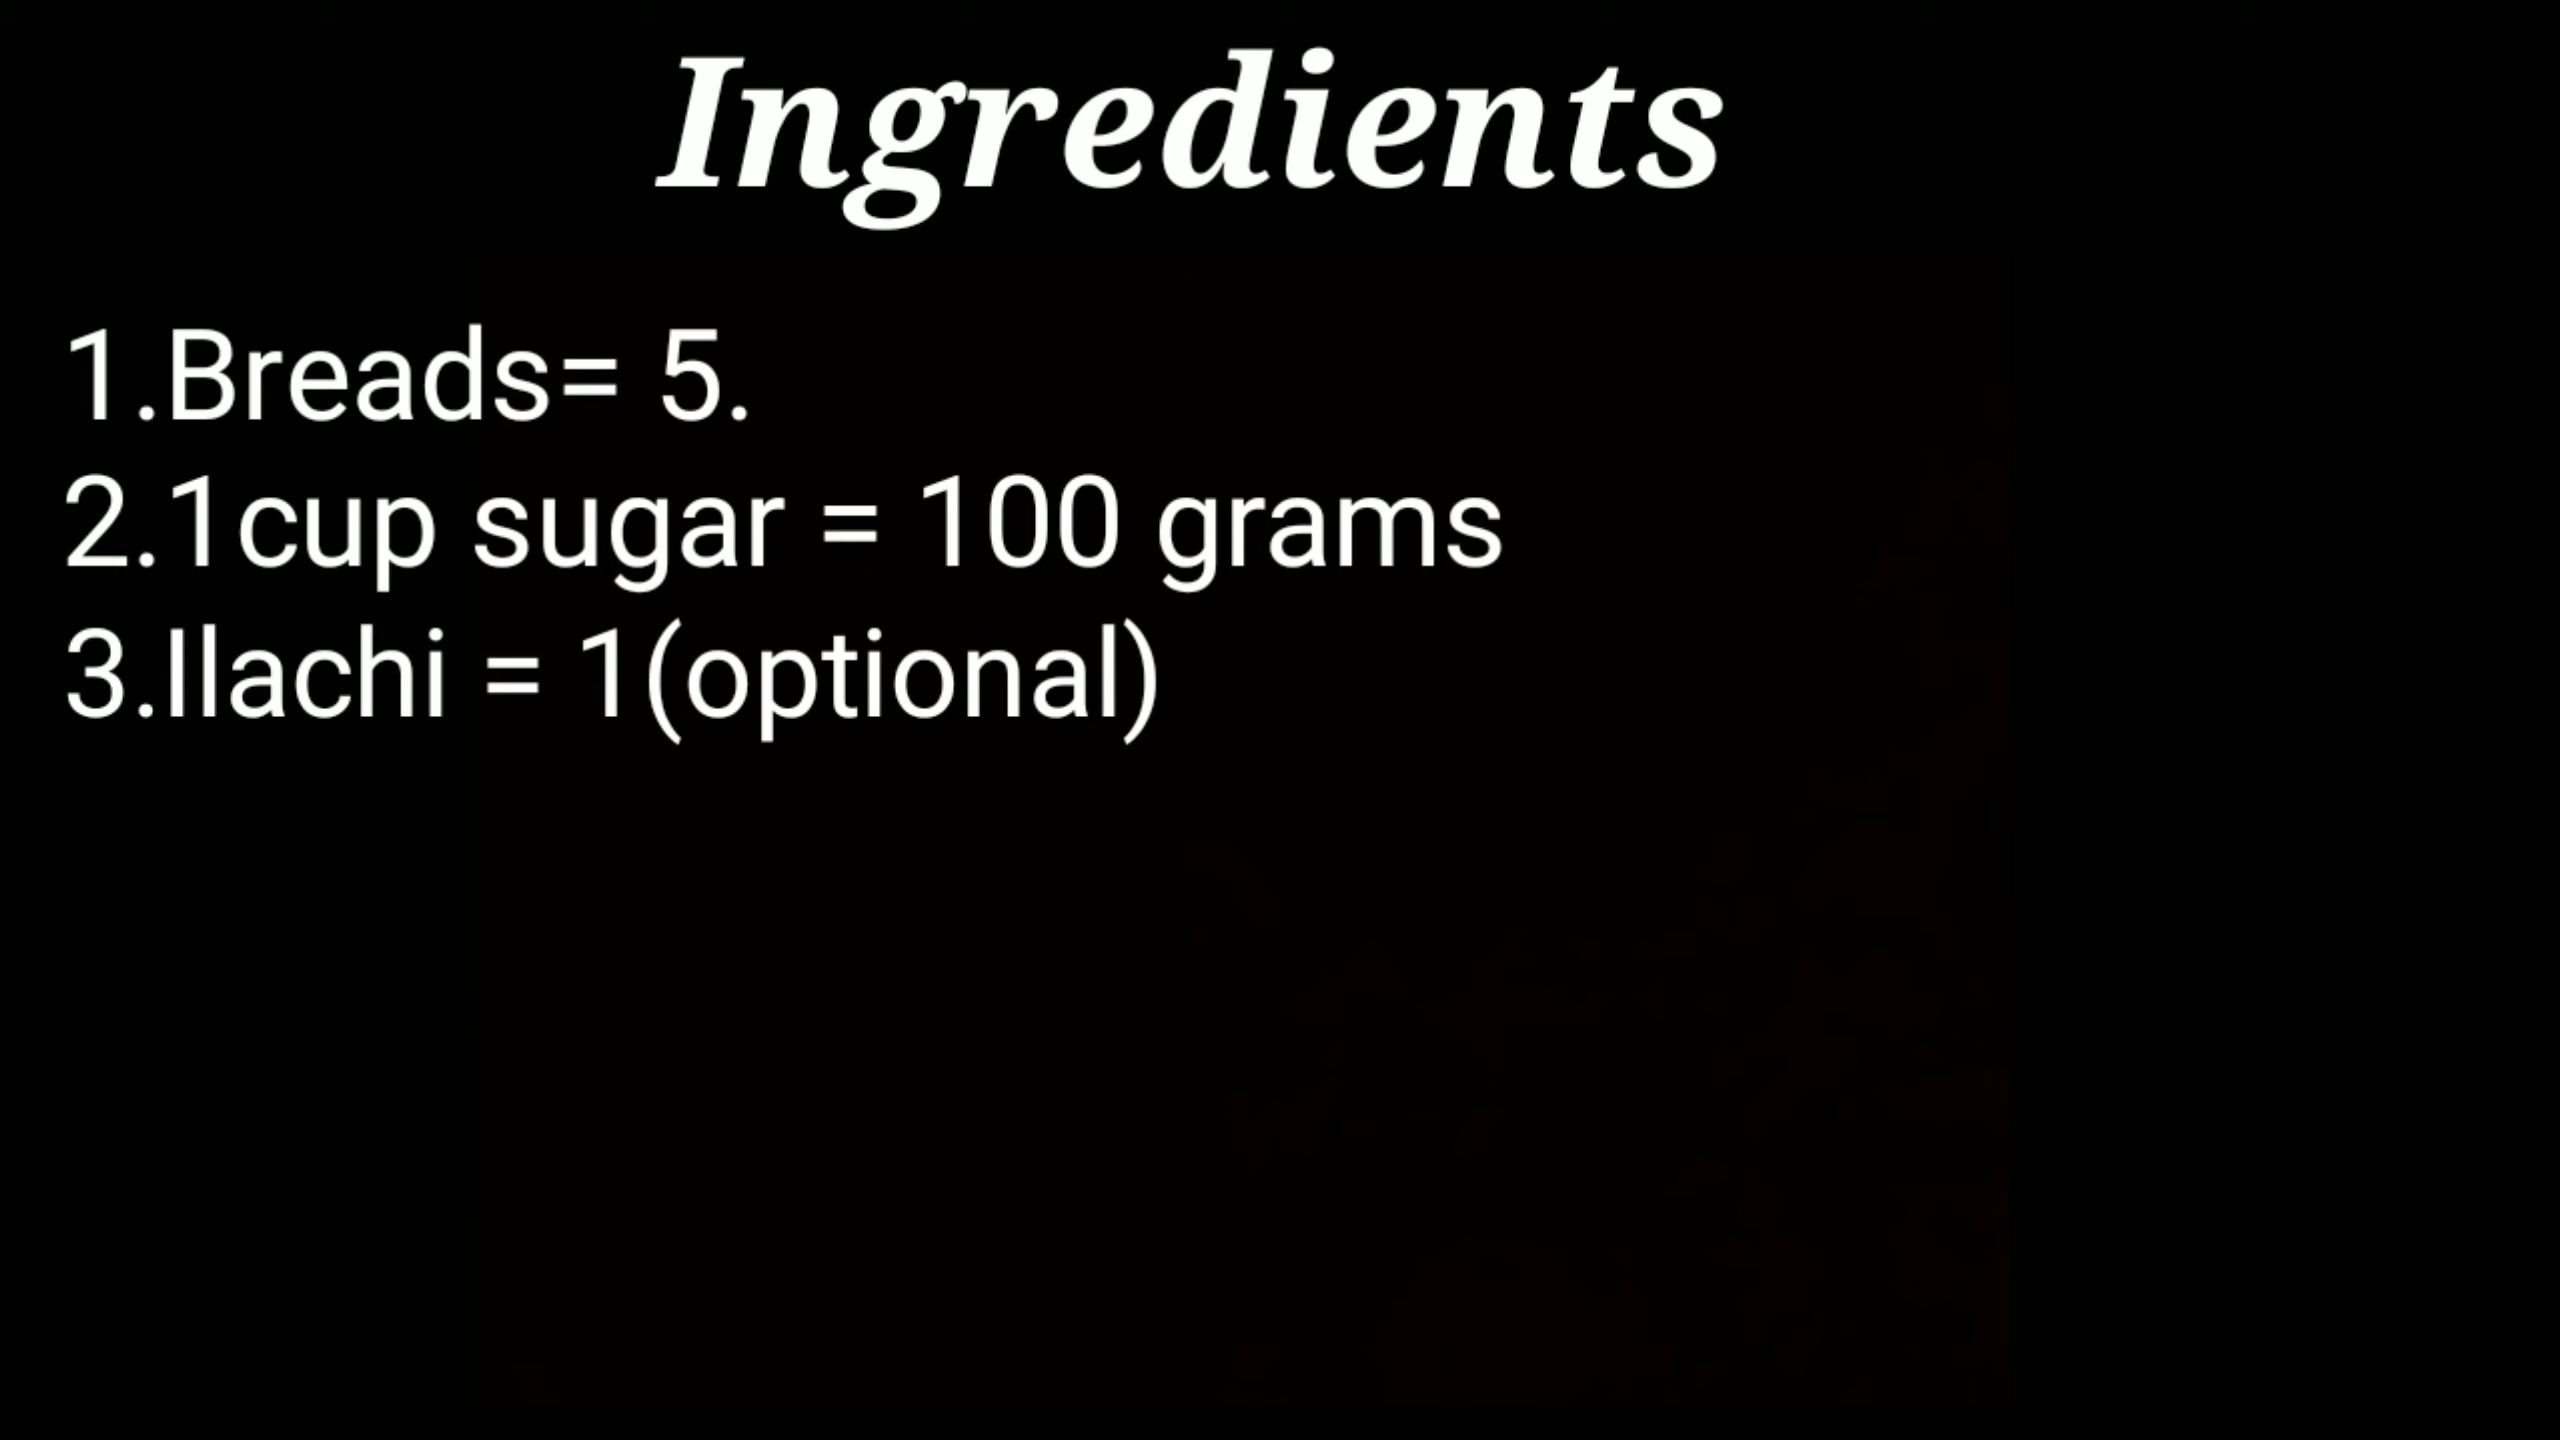 Ingredients
1.Breads= 5.
2.1cup sugar = 100 grams
3.Ilachi = 1(optional)